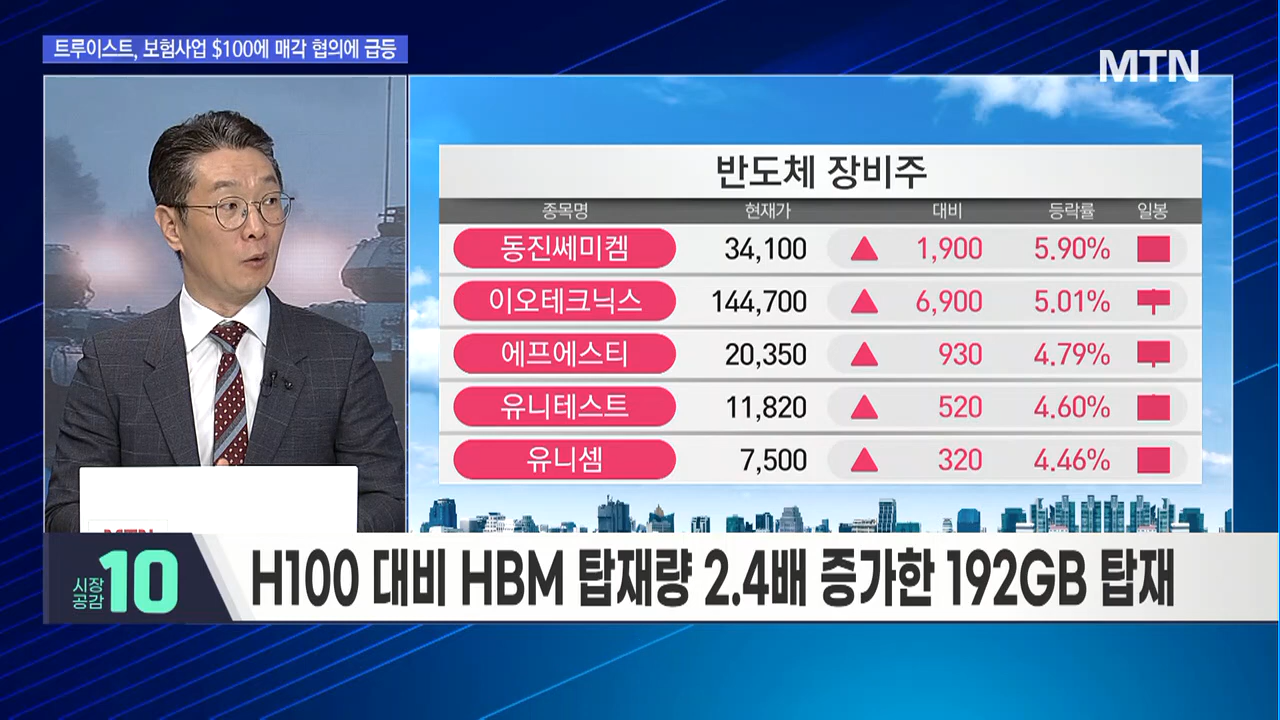 트루이스트, 보험사업 $100에 매각 협의에 급등
MTN
반도체 장비주
종목명 현재가 대비 등락률 일봉
동진쎄미켐 34,100 ▲ 1,900 5.90%
이오테크닉스 144,700 ▲ 6,900 5.01%
에프에스티 20,350 ▲ 930 4.79%
유니테스트 11,820 ▲ 520 4.60%
유니셈 7,500 ▲ 320 4.46%
MTN
시장공감 10
H100 대비 HBM 탑재량 2.4배 증가한 192GB 탑재